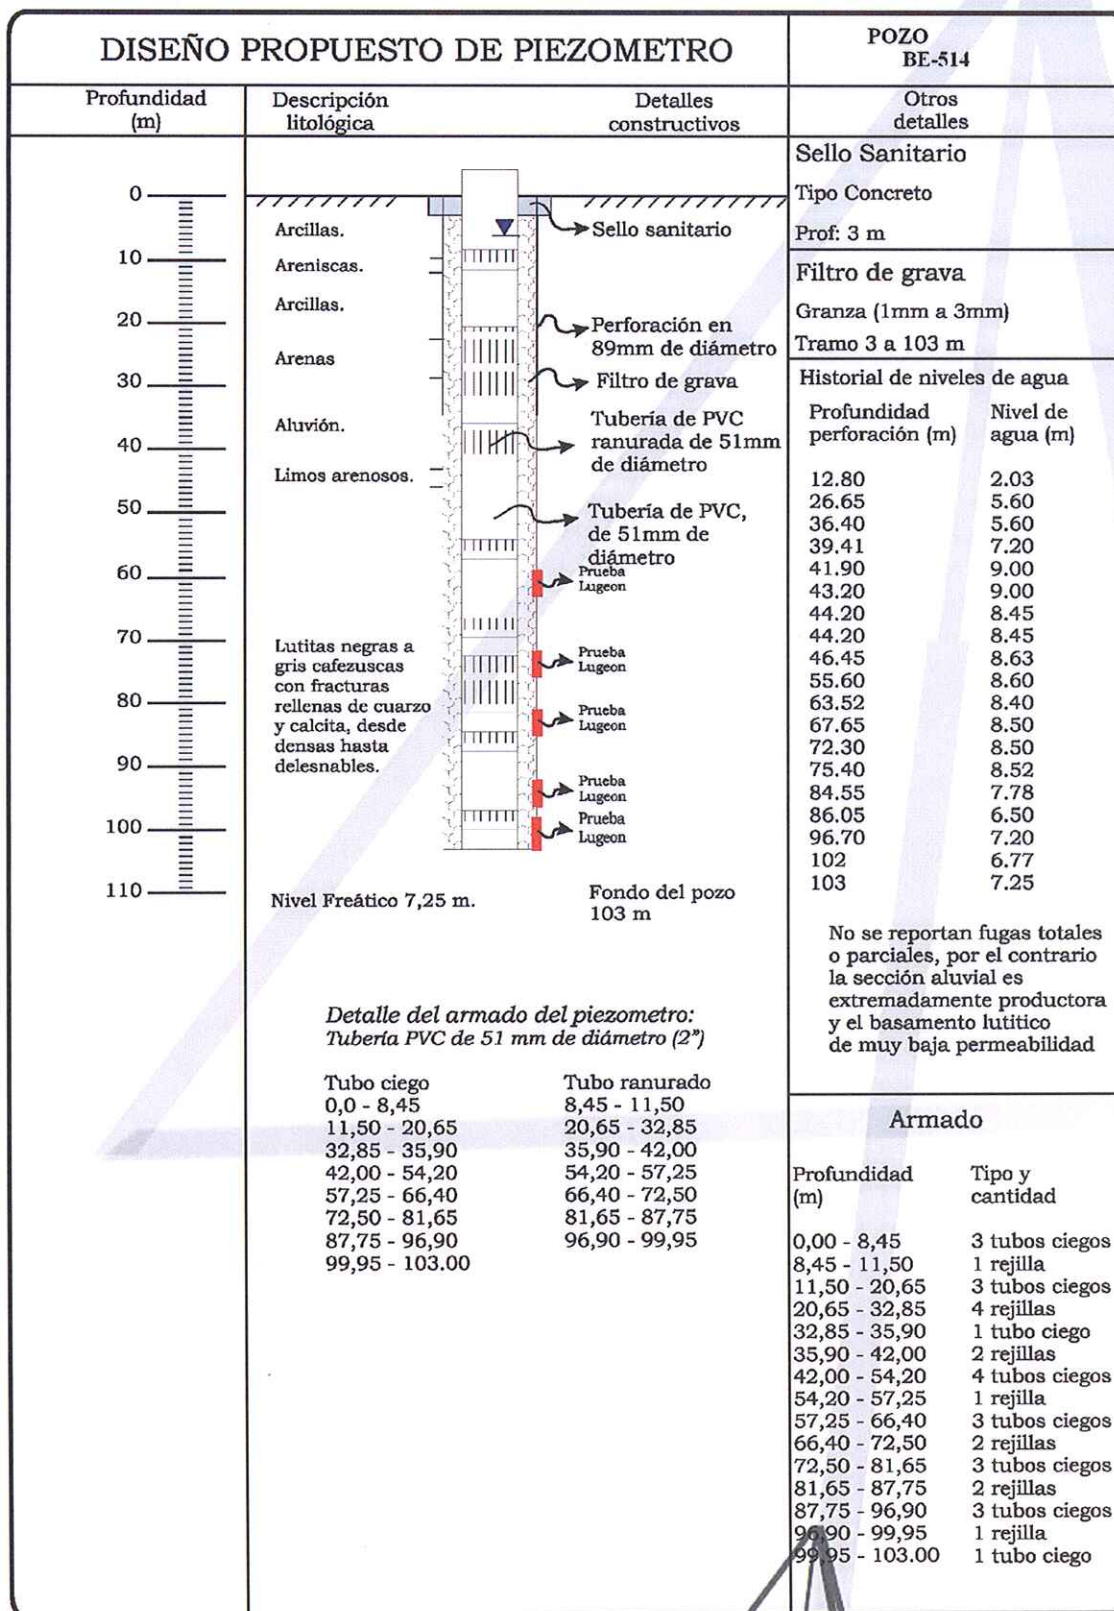 DISEÑO PROPUESTO DE PIEZOMETRO
POZO
BE-514
Profundidad
(m)
Descripción
litológica
Detalles
constructivos
Otros
detalles
0
10
20
30
40
50
60
70
80
90
100
110
Arcillas.
Areniscas.
Arcillas.
Arenas
Aluvión.
Limos arenosos.
Lutitas negras a
gris cafezuscas
con fracturas
rellenas de cuarzo
y calcita, desde
densas hasta
delesnables.
Sello sanitario
Perforación en
89mm de diámetro
Filtro de grava
Tubería de PVC
ranurada de 51mm
de diámetro
Tubería de PVC,
de 51mm de
diámetro
Prueba
Lugeon
Prueba
Lugeon
Prueba
Lugeon
Prueba
Lugeon
Prueba
Lugeon
Nivel Freático 7,25 m.
Fondo del pozo
103 m
Detalle del armado del piezometro:
Tubería PVC de 51 mm de diámetro (2")
Tubo ciego Tubo ranurado
0,0 - 8,45 8,45 - 11,50
11,50 - 20,65 20,65 - 32,85
32,85 - 35,90 35,90 - 42,00
42,00 - 54,20 54,20 - 57,25
57,25 - 66,40 66,40 - 72,50
72,50 - 81,65 81,65 - 87,75
87,75 - 96,90 96,90 - 99,95
99,95 - 103.00
Sello Sanitario
Tipo Concreto
Prof: 3 m
Filtro de grava
Granza (1mm a 3mm)
Tramo 3 a 103 m
Historial de niveles de agua
Profundidad Nivel de
perforación (m) agua (m)
12.80 2.03
26.65 5.60
36.40 5.60
39.41 7.20
41.90 9.00
43.20 9.00
44.20 8.45
44.20 8.45
46.45 8.63
55.60 8.60
63.52 8.40
67.65 8.50
72.30 8.50
75.40 8.52
84.55 7.78
86.05 6.50
96.70 7.20
102 6.77
103 7.25
No se reportan fugas totales
o parciales, por el contrario
la sección aluvial es
extremadamente productora
y el basamento lutitico
de muy baja permeabilidad
Armado
Profundidad Tipo y
(m) cantidad
0,00 - 8,45 3 tubos ciegos
8,45 - 11,50 1 rejilla
11,50 - 20,65 3 tubos ciegos
20,65 - 32,85 4 rejillas
32,85 - 35,90 1 tubo ciego
35,90 - 42,00 2 rejillas
42,00 - 54,20 4 tubos ciegos
54,20 - 57,25 1 rejilla
57,25 - 66,40 3 tubos ciegos
66,40 - 72,50 2 rejillas
72,50 - 81,65 3 tubos ciegos
81,65 - 87,75 2 rejillas
87,75 - 96,90 3 tubos ciegos
96,90 - 99,95 1 rejilla
99,95 - 103.00 1 tubo ciego